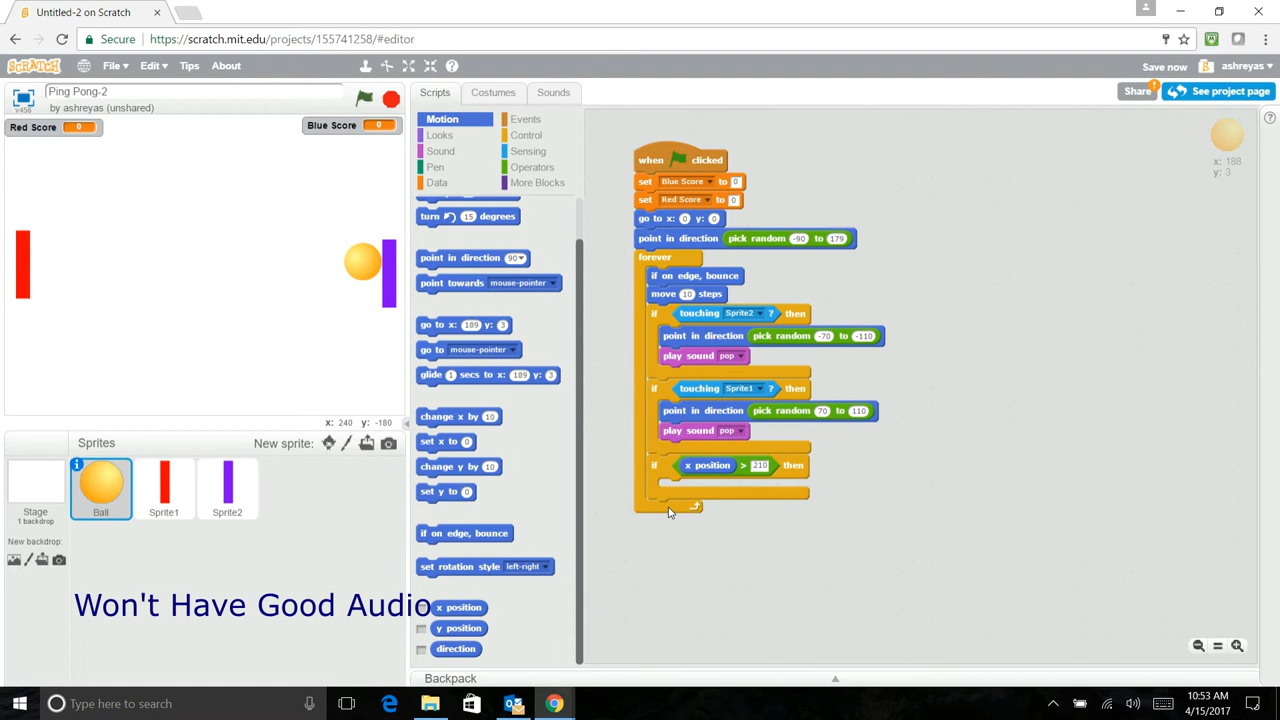 Untitled-2 on Scratch
Secure https://scratch.mit.edu/projects/155741258/#editor
SCRATCH File Edit Tips About Save now ashreyas
Ping Pong-2
v456 by ashreyas (unshared)
Scripts Costumes Sounds
Share See project page
Red Score 0
Blue Score 0
Motion Events
Looks Control
Sound Sensing
Pen Operators
Data More Blocks
turn 15 degrees
point in direction 90
point towards mouse-pointer
go to x: 189 y: 3
go to mouse-pointer
glide 1 secs to x: 189 y: 3
change x by 10
set x to 0
change y by 10
set y to 0
if on edge, bounce
set rotation style left-right
x position
y position
direction
when clicked
set Blue Score to 0
set Red Score to 0
go to x: 0 y: 0
point in direction pick random -90 to 179
forever
if on edge, bounce
move 10 steps
if touching Sprite2 ? then
point in direction pick random -70 to -110
play sound pop
if touching Sprite1 ? then
point in direction pick random 70 to 110
play sound pop
if x position > 210 then
x: 188
y: 3
x: 240 y: -180
Sprites New sprite:
Stage
1 backdrop
Ball
Sprite1
Sprite2
New backdrop:
Won't Have Good Audio
Backpack
Type here to search
10:53 AM
4/15/2017